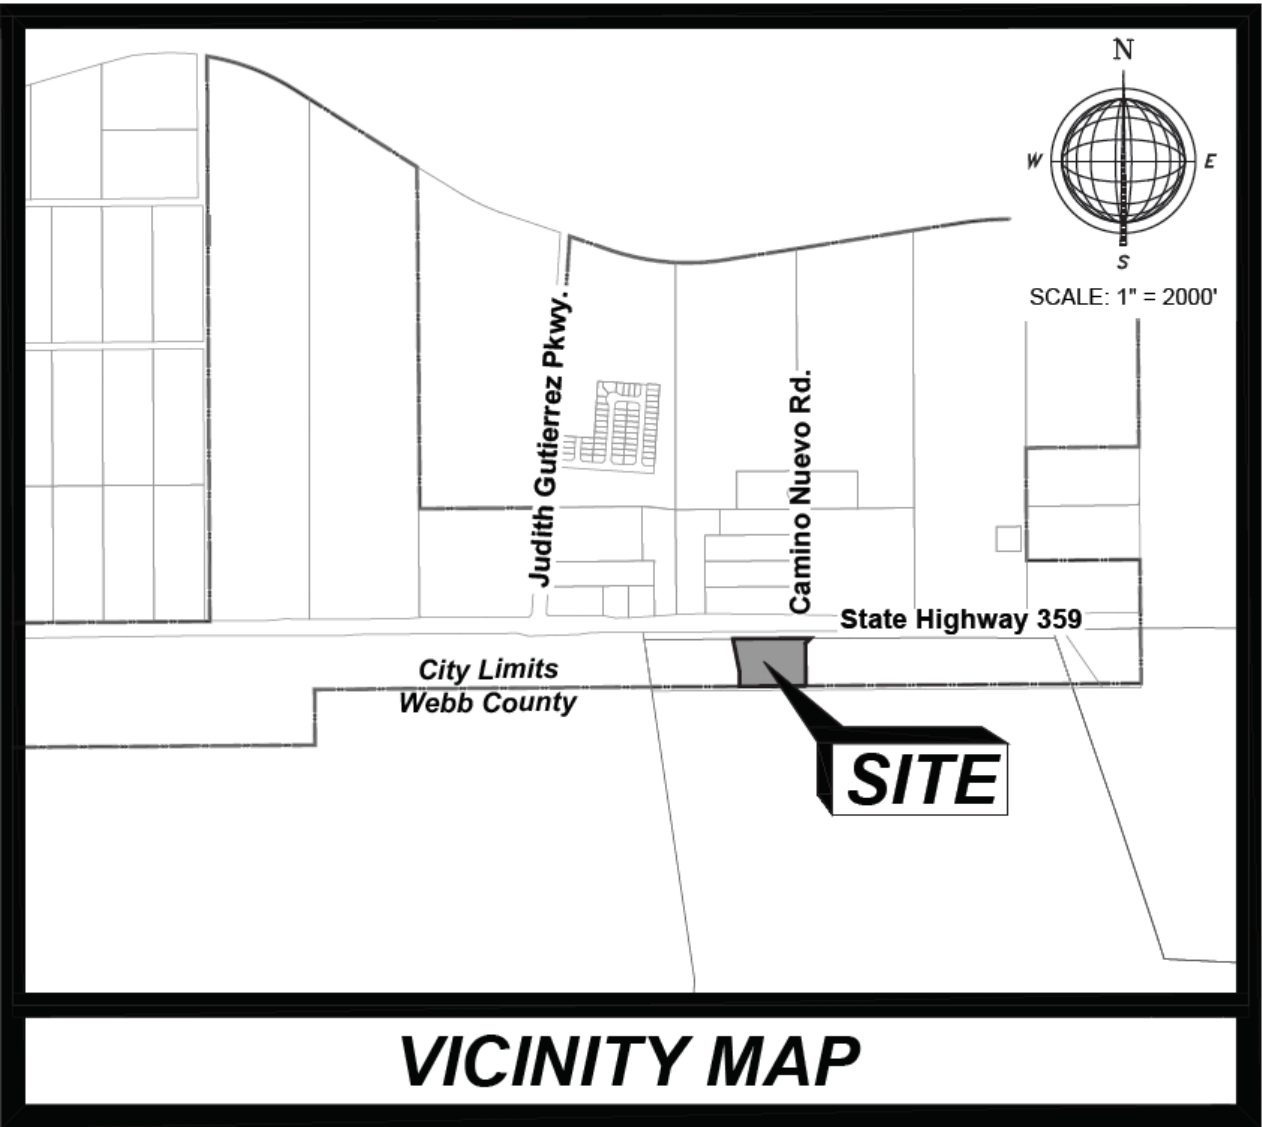 N
W
E
S
SCALE: 1" = 2000'
Judith Gutierrez Pkwy.
Camino Nuevo Rd.
State Highway 359
City Limits
Webb County
SITE
VICINITY MAP